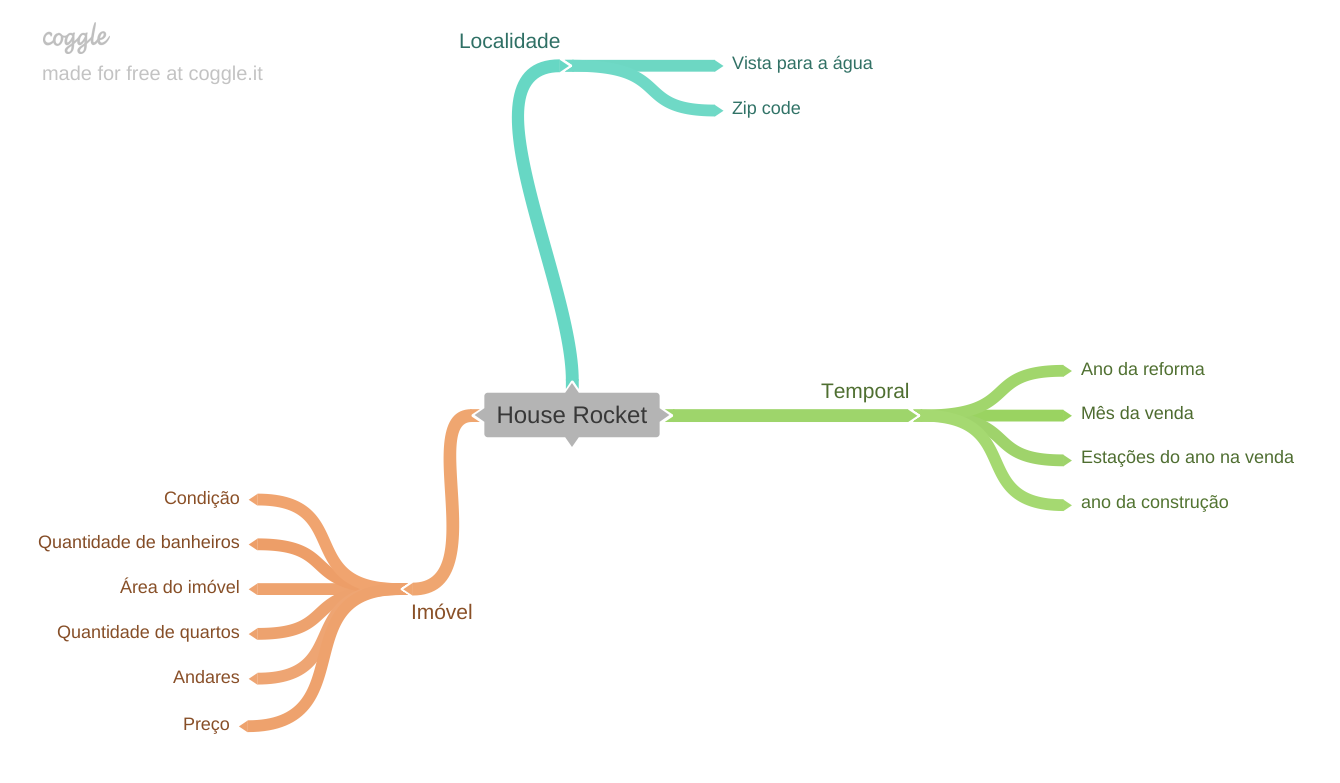 coggle
made for free at coggle.it
Localidade
Vista para a água
Zip code
House Rocket
Temporal
Ano da reforma
Mês da venda
Estações do ano na venda
ano da construção
Imóvel
Condição
Quantidade de banheiros
Área do imóvel
Quantidade de quartos
Andares
Preço